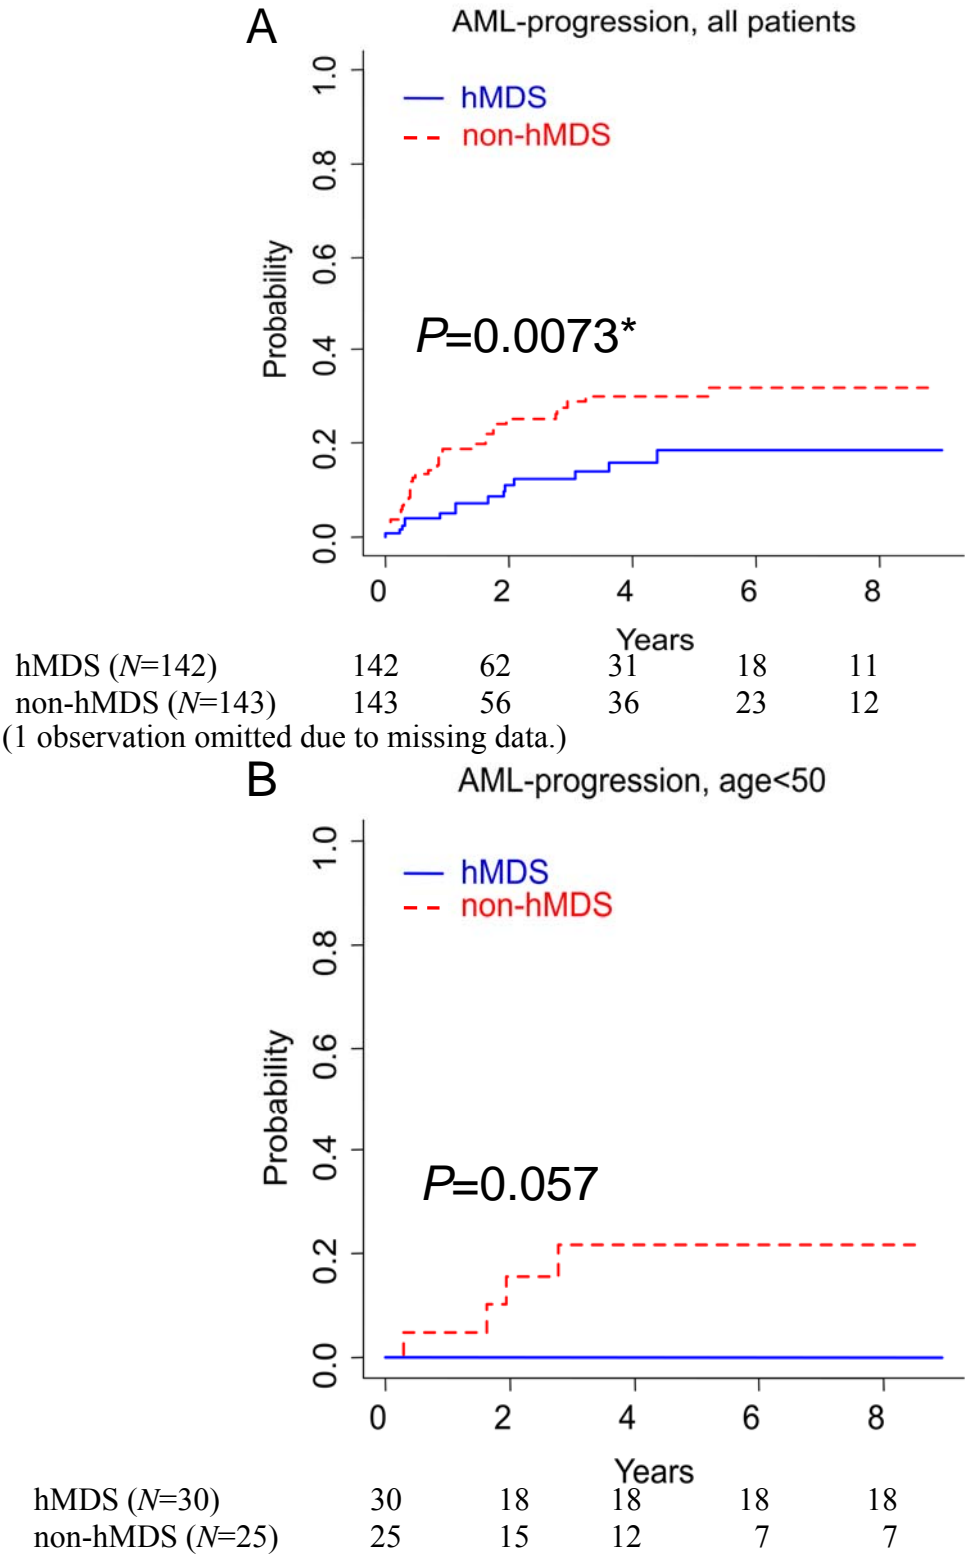 A
AML-progression, all patients
1.0
0.8
0.6
0.4
0.2
0.0
Probability
hMDS
non-hMDS
P=0.0073*
0 2 4 6 8
Years
hMDS (N=142) 142 62 31 18 11
non-hMDS (N=143) 143 56 36 23 12
(1 observation omitted due to missing data.)
B
AML-progression, age<50
1.0
0.8
0.6
0.4
0.2
0.0
Probability
hMDS
non-hMDS
P=0.057
0 2 4 6 8
Years
hMDS (N=30) 30 18 18 18 18
non-hMDS (N=25) 25 15 12 7 7